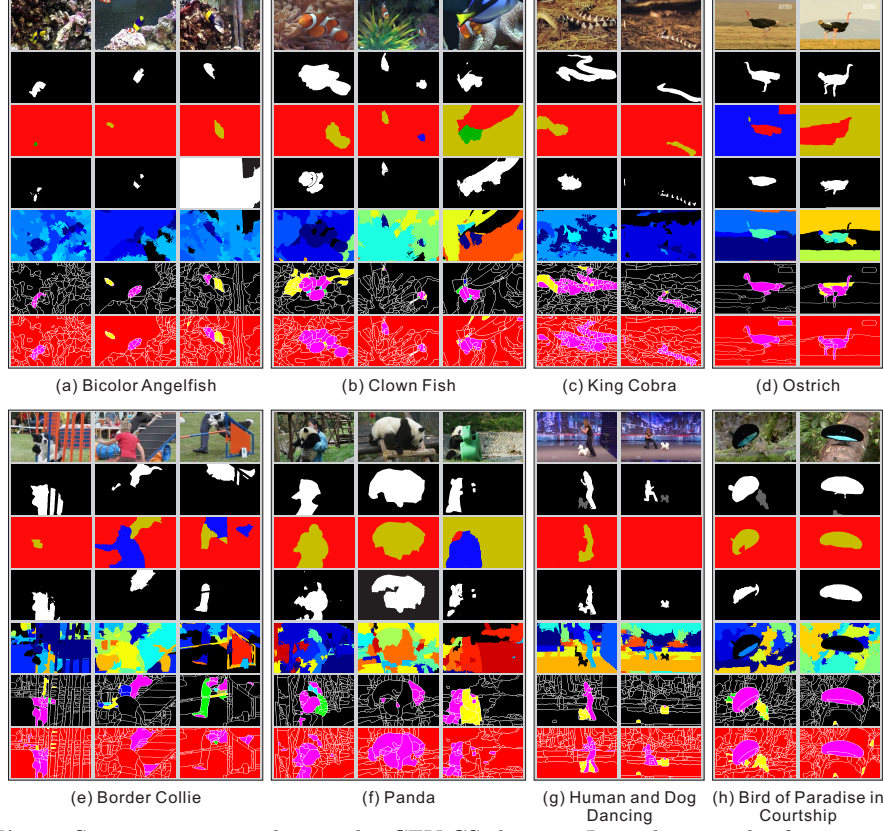 (a) Bicolor Angelfish
(b) Clown Fish
(c) King Cobra
(d) Ostrich
(e) Border Collie
(f) Panda
(g) Human and Dog
Dancing
(h) Bird of Paradise in
Courtship